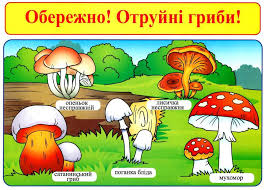 Обережно! Отруйні гриби!
опеньок
несправжній
лисичка
несправжня
сатанинський
гриб
поганка бліда
мухомор